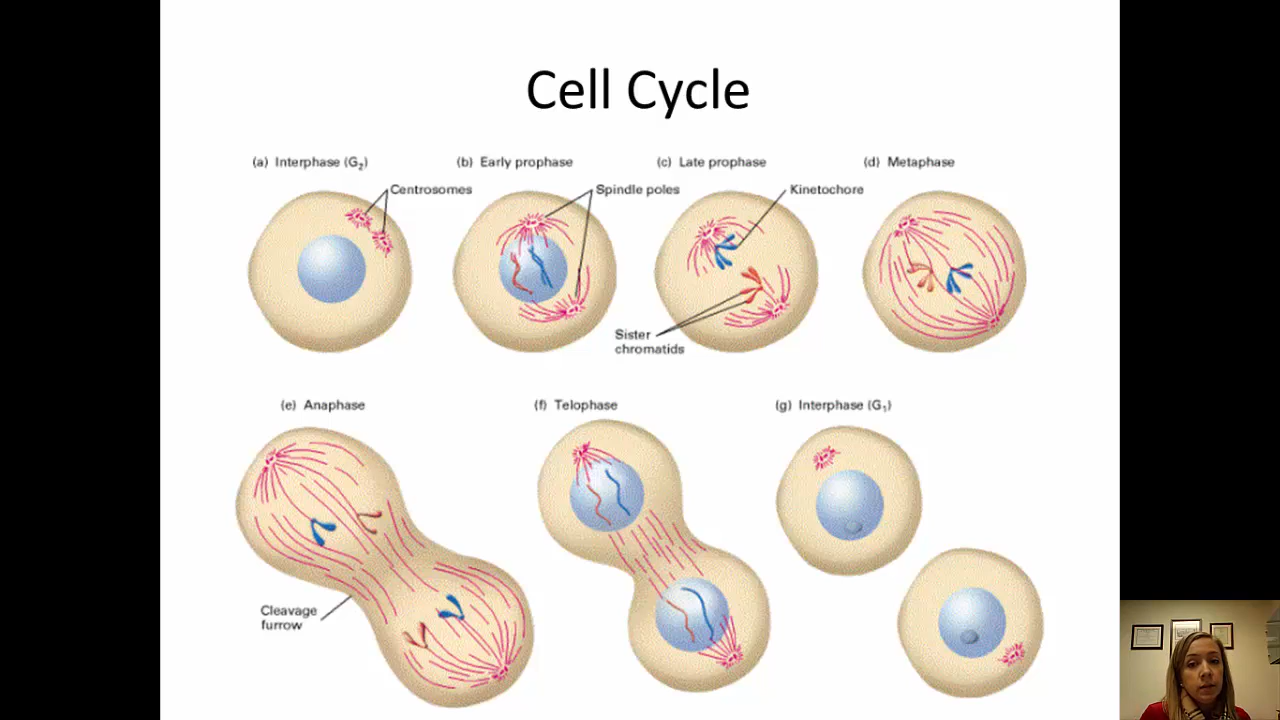 Cell Cycle
(a) Interphase (G₂)
(b) Early prophase
(c) Late prophase
(d) Metaphase
Centrosomes
Spindle poles
Kinetochore
Sister
chromatids
(e) Anaphase
(f) Telophase
(g) Interphase (G₁)
Cleavage
furrow